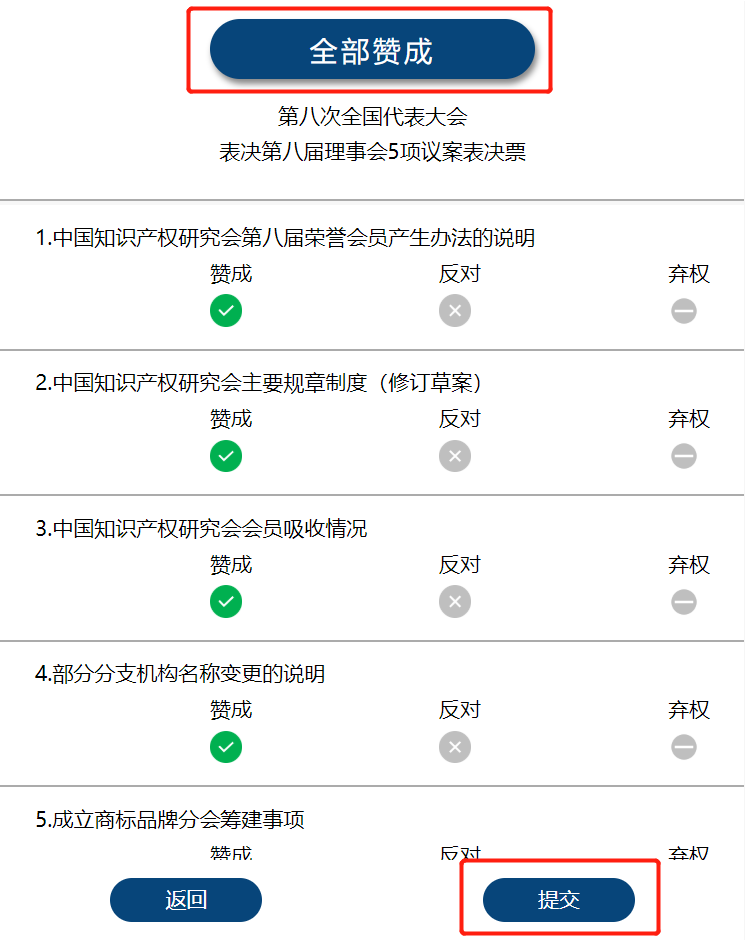 全部赞成
第八次全国代表大会
表决第八届理事会5项议案表决票
1.中国知识产权研究会第八届荣誉会员产生办法的说明
赞成 反对 弃权
2.中国知识产权研究会主要规章制度（修订草案）
赞成 反对 弃权
3.中国知识产权研究会会员吸收情况
赞成 反对 弃权
4.部分分支机构名称变更的说明
赞成 反对 弃权
5.成立商标品牌分会筹建事项
赞成 反对 弃权
返回 提交